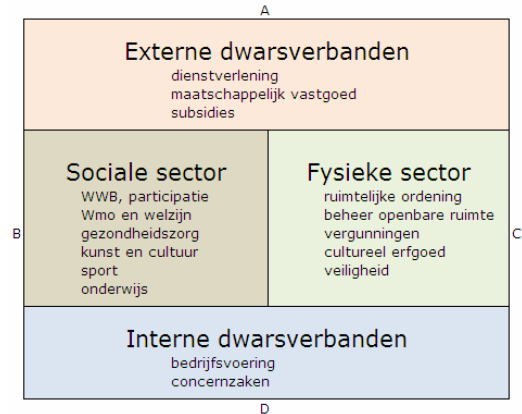 A
Externe dwarsverbanden
dienstverlening
maatschappelijk vastgoed
subsidies
B
Sociale sector
WWB, participatie
Wmo en welzijn
gezondheidszorg
kunst en cultuur
sport
onderwijs
Fysieke sector
ruimtelijke ordening
beheer openbare ruimte
vergunningen
cultureel erfgoed
veiligheid
C
Interne dwarsverbanden
bedrijfsvoering
concernzaken
D